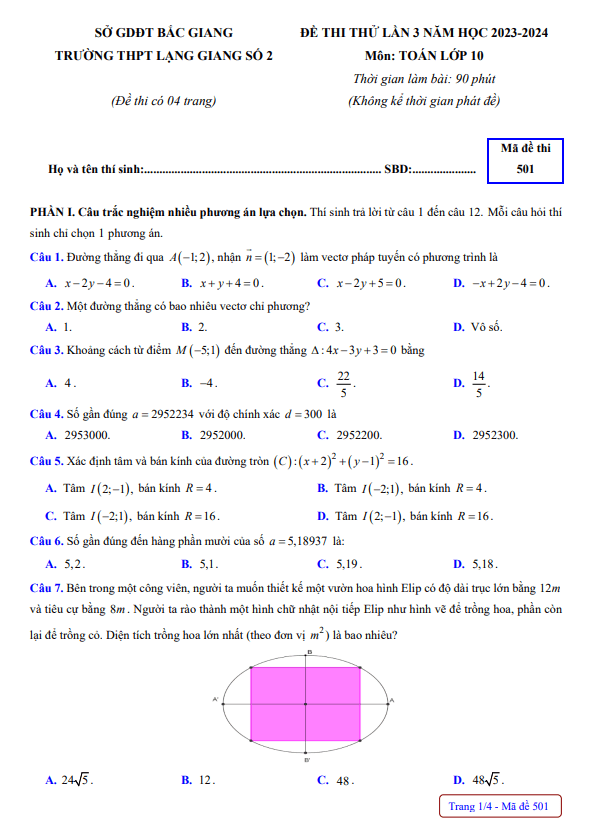 SỞ GDĐT BẮC GIANG
TRƯỜNG THPT LẠNG GIANG SỐ 2
(Đề thi có 04 trang)
ĐỀ THI THỬ LẦN 3 NĂM HỌC 2023-2024
Môn: TOÁN LỚP 10
Thời gian làm bài: 90 phút
(Không kể thời gian phát đề)
Họ và tên thí sinh:............................................................................... SBD:.....................
Mã đề thi
501
PHẦN I. Câu trắc nghiệm nhiều phương án lựa chọn. Thí sinh trả lời từ câu 1 đến câu 12. Mỗi câu hỏi thí
sinh chỉ chọn 1 phương án.
Câu 1. Đường thẳng đi qua A(−1;2), nhận n⃗ = (1;−2) làm vectơ pháp tuyến có phương trình là
A. x−2y−4=0. B. x+y+4=0. C. x−2y+5=0. D. −x+2y−4=0.
Câu 2. Một đường thẳng có bao nhiêu vectơ chỉ phương?
A. 1. B. 2. C. 3. D. Vô số.
Câu 3. Khoảng cách từ điểm M(−5;1) đến đường thẳng Δ:4x−3y+3=0 bằng
A. 4. B. −4. C. 22/5. D. 14/5.
Câu 4. Số gần đúng a = 2952234 với độ chính xác d = 300 là
A. 2953000. B. 2952000. C. 2952200. D. 2952300.
Câu 5. Xác định tâm và bán kính của đường tròn (C):(x+2)²+(y−1)²=16.
A. Tâm I(2;−1), bán kính R=4. B. Tâm I(−2;1), bán kính R=4.
C. Tâm I(−2;1), bán kính R=16. D. Tâm I(2;−1), bán kính R=16.
Câu 6. Số gần đúng đến hàng phần mười của số a=5,18937 là:
A. 5,2. B. 5,1. C. 5,19. D. 5,18.
Câu 7. Bên trong một công viên, người ta muốn thiết kế một vườn hoa hình Elip có độ dài trục lớn bằng 12m
và tiêu cự bằng 8m. Người ta rào thành một hình chữ nhật nội tiếp Elip như hình vẽ để trồng hoa, phần còn
lại để trồng cỏ. Diện tích trồng hoa lớn nhất (theo đơn vị m²) là bao nhiêu?
B
A'
A
B'
A. 24√5. B. 12. C. 48. D. 48√5.
Trang 1/4 - Mã đề 501